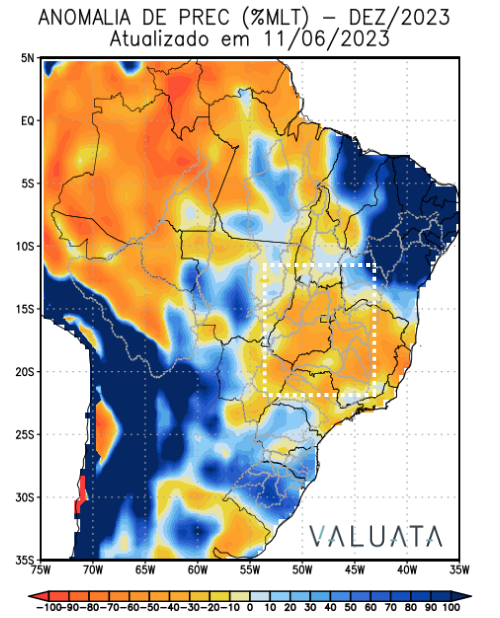 ANOMALIA DE PREC (%MLT) – DEZ/2023
Atualizado em 11/06/2023
5N
EQ
5S
10S
15S
20S
25S
30S
35S
VALUATA
75W 70W 65W 60W 55W 50W 45W 40W 35W
-100-90-80-70-60-50-40-30-20-10 0 10 20 30 40 50 60 70 80 90 100